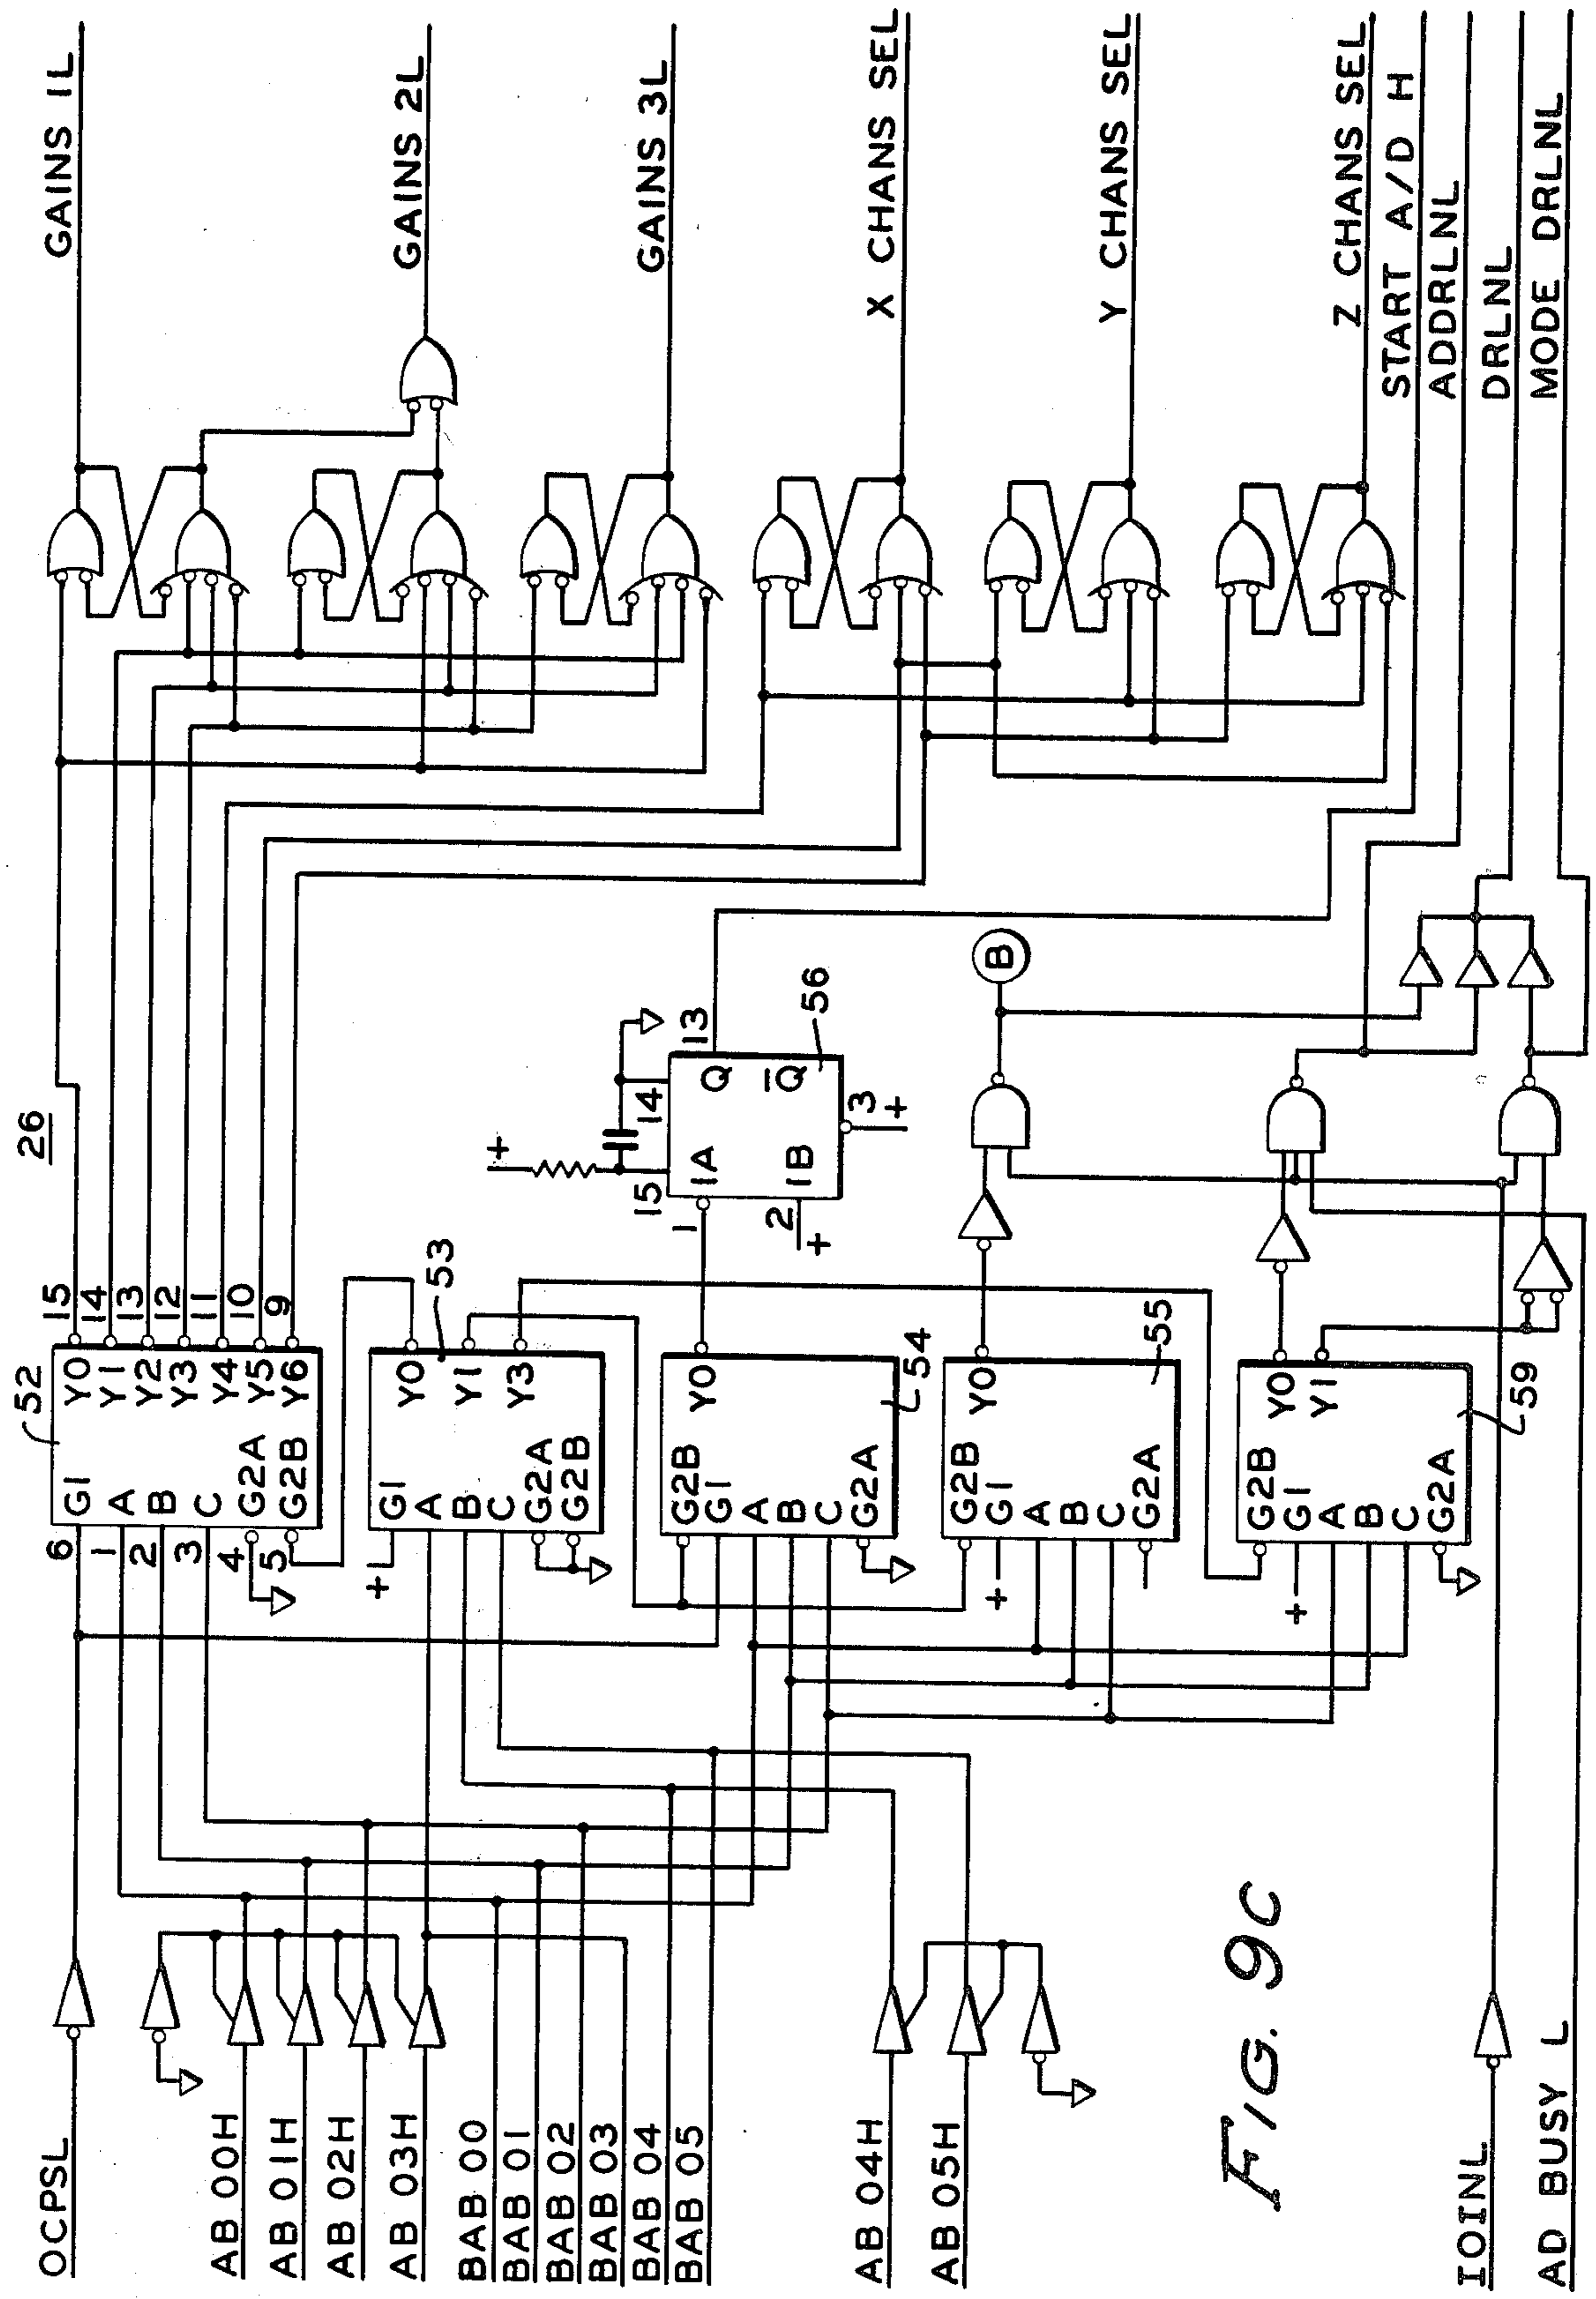 GAINS 1L
GAINS 2L
GAINS 3L
X CHANS SEL
Y CHANS SEL
Z CHANS SEL
START A/D H
ADDRLNL
DRLNL
MODE DRLNL
26
52
G1
A
B
C
G2A
G2B
Y0
Y1
Y2
Y3
Y4
Y5
Y6
6
1
2
3
4
5
15
14
13
12
11
10
9
53
+
G1
A
B
C
G2A
G2B
Y0
Y1
Y3
54
G2B
G1
A
B
C
G2A
Y0
+
15
14
13
1
2
+
3
+
1A
1B
Q
Q̅
56
B
55
G2B
G1
A
B
C
G2A
Y0
+
59
G2B
G1
A
B
C
G2A
Y0
Y1
+
OCPSL
AB 00H
AB 01H
AB 02H
AB 03H
BAB 00
BAB 01
BAB 02
BAB 03
BAB 04
BAB 05
AB 04H
AB 05H
IOINL
AD BUSY L
FIG. 9C